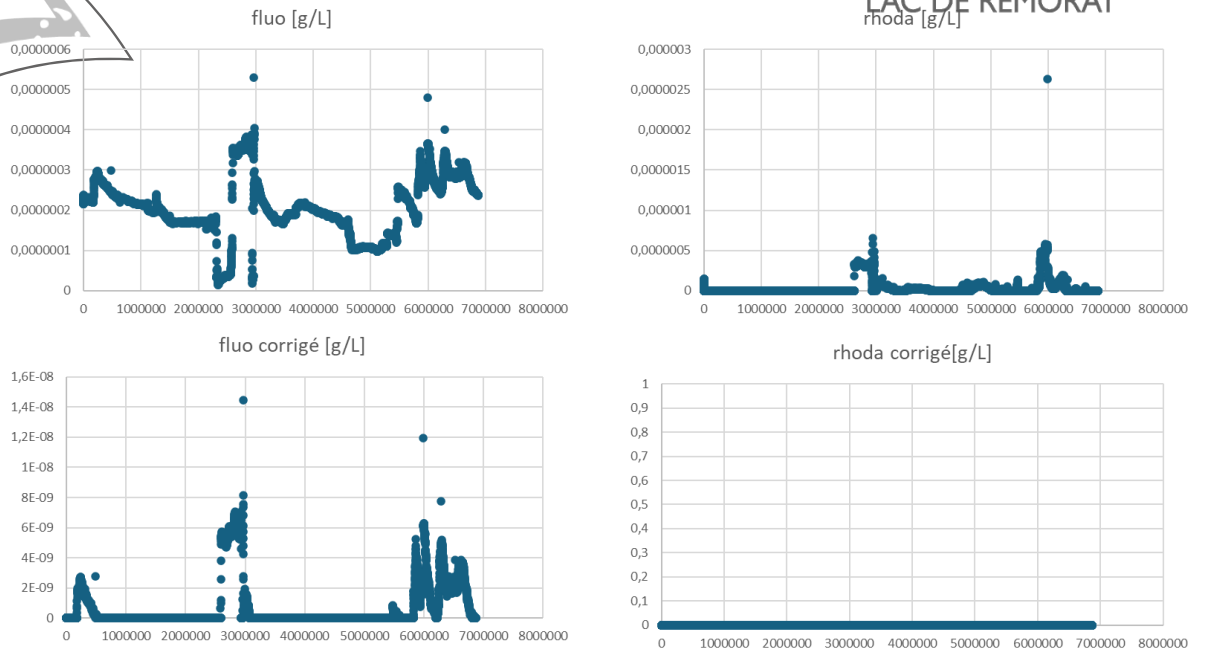 LAC DE REMORAY
fluo [g/L]
0,0000006
0,0000005
0,0000004
0,0000003
0,0000002
0,0000001
0
0 1000000 2000000 3000000 4000000 5000000 6000000 7000000 8000000
rhoda [g/L]
0,000003
0,0000025
0,000002
0,0000015
0,000001
0,0000005
0
0 1000000 2000000 3000000 4000000 5000000 6000000 7000000 8000000
fluo corrigé [g/L]
1,6E-08
1,4E-08
1,2E-08
1E-08
8E-09
6E-09
4E-09
2E-09
0
0 1000000 2000000 3000000 4000000 5000000 6000000 7000000 8000000
rhoda corrigé[g/L]
1
0,9
0,8
0,7
0,6
0,5
0,4
0,3
0,2
0,1
0
0 1000000 2000000 3000000 4000000 5000000 6000000 7000000 8000000